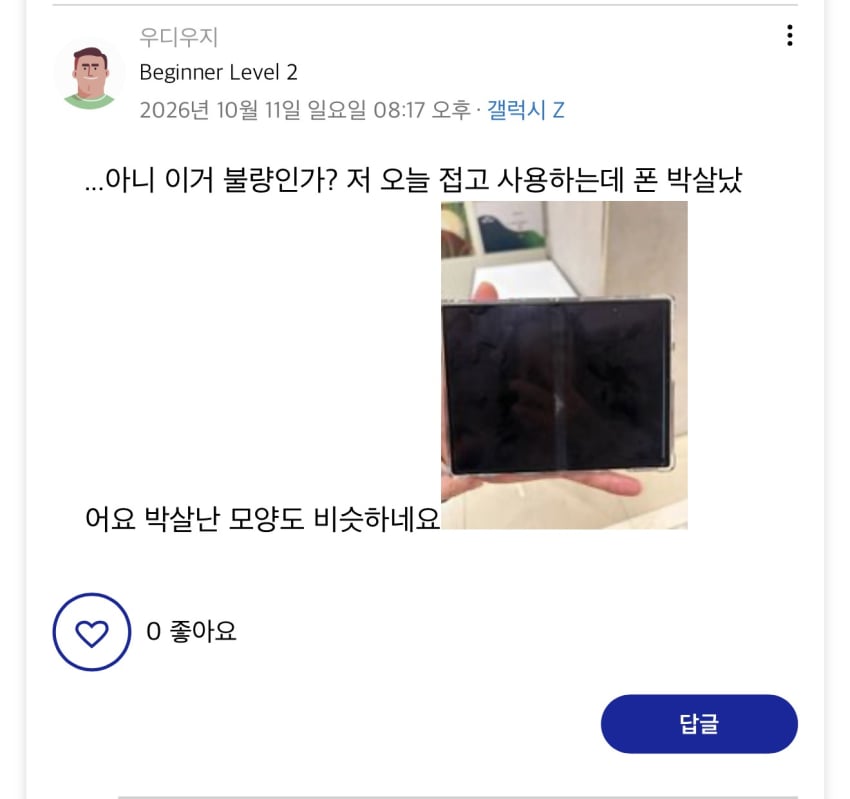 우디우지
Beginner Level 2
2026년 10월 11일 일요일 08:17 오후 · 갤럭시 Z
...아니 이거 불량인가? 저 오늘 접고 사용하는데 폰 박살났
어요 박살난 모양도 비슷하네요
0 좋아요
답글